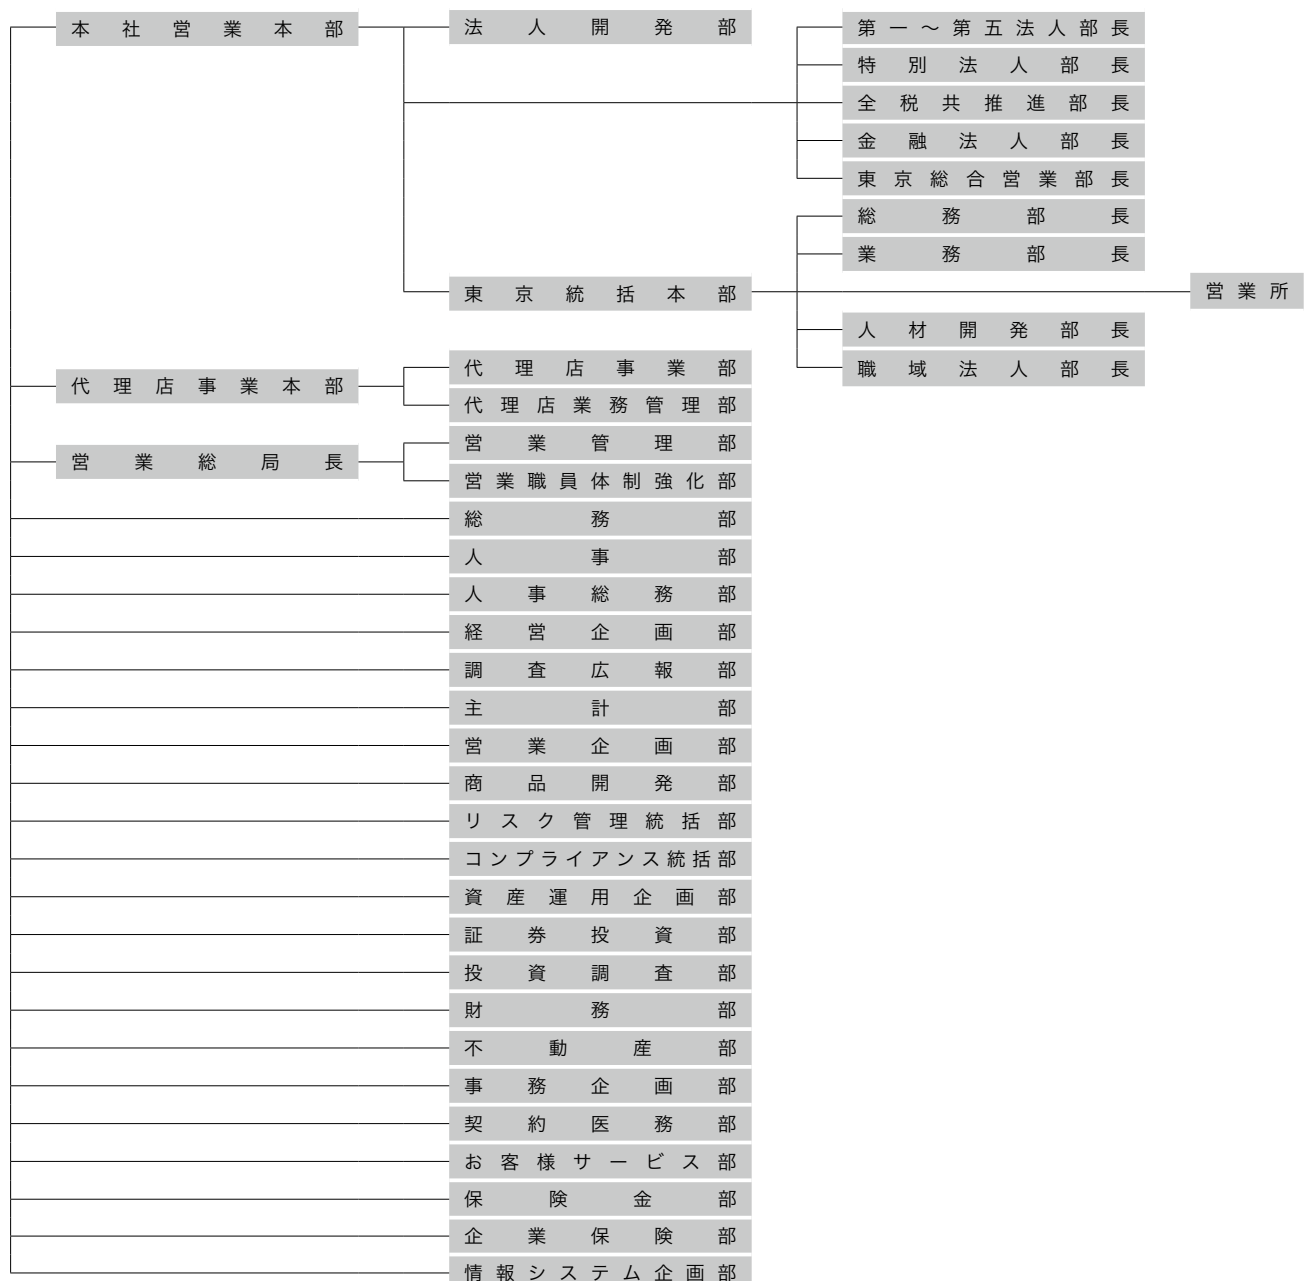 本社営業本部
法人開発部
第一～第五法人部長
特別法人部長
全税共推進部長
金融法人部長
東京総合営業部長
総務部長
業務部長
東京統括本部
営業所
人材開発部長
職域法人部長
代理店事業本部
代理店事業部
代理店業務管理部
営業総局長
営業管理部
営業職員体制強化部
総務部
人事部
人事総務部
経営企画部
調査広報部
主計部
営業企画部
商品開発部
リスク管理統括部
コンプライアンス統括部
資産運用企画部
証券投資部
投資調査部
財務部
不動産部
事務企画部
契約医務部
お客様サービス部
保険金部
企業保険部
情報システム企画部